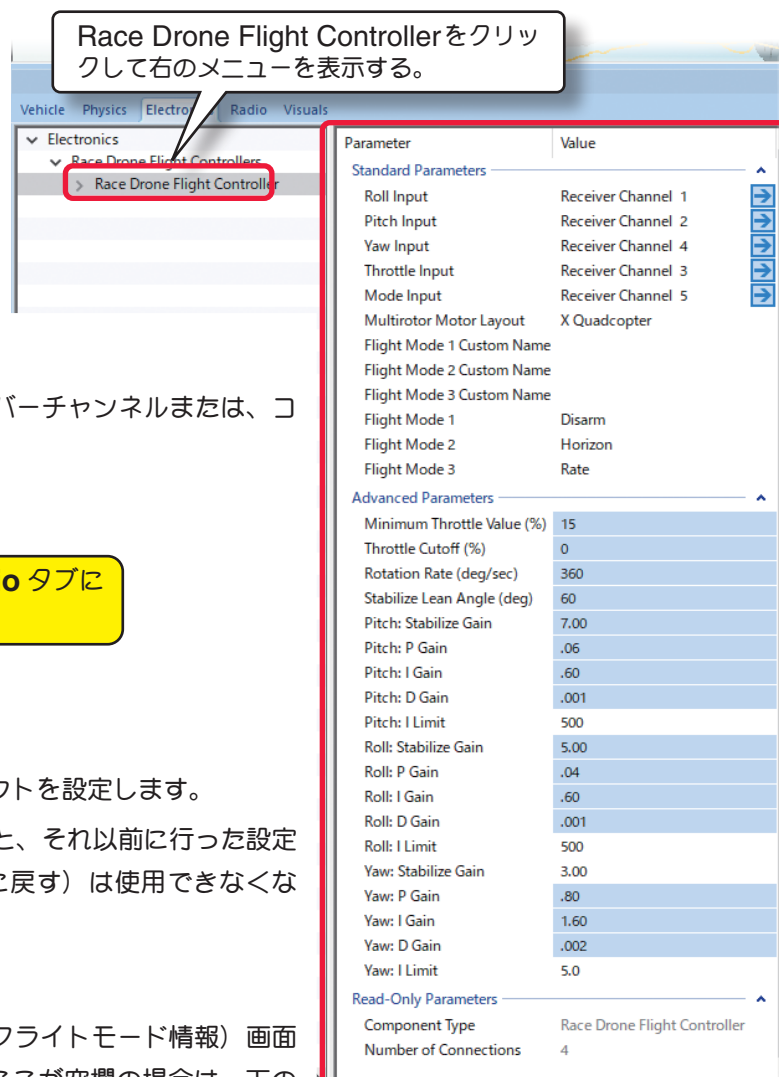 Race Drone Flight Controllerをクリッ
クして右のメニューを表示する。
Vehicle Physics Electro Radio Visuals
Electronics
Race Drone Flight Controllers
Race Drone Flight Controller
バーチャンネルまたは、コ
o タブに
ウトを設定します。
と、それ以前に行った設定
に戻す）は使用できなくな
フライトモード情報）画面
Parameter Value
Standard Parameters
Roll Input Receiver Channel 1
Pitch Input Receiver Channel 2
Yaw Input Receiver Channel 4
Throttle Input Receiver Channel 3
Mode Input Receiver Channel 5
Multirotor Motor Layout X Quadcopter
Flight Mode 1 Custom Name
Flight Mode 2 Custom Name
Flight Mode 3 Custom Name
Flight Mode 1 Disarm
Flight Mode 2 Horizon
Flight Mode 3 Rate
Advanced Parameters
Minimum Throttle Value (%) 15
Throttle Cutoff (%) 0
Rotation Rate (deg/sec) 360
Stabilize Lean Angle (deg) 60
Pitch: Stabilize Gain 7.00
Pitch: P Gain .06
Pitch: I Gain .60
Pitch: D Gain .001
Pitch: I Limit 500
Roll: Stabilize Gain 5.00
Roll: P Gain .04
Roll: I Gain .60
Roll: D Gain .001
Roll: I Limit 500
Yaw: Stabilize Gain 3.00
Yaw: P Gain .80
Yaw: I Gain 1.60
Yaw: D Gain .002
Yaw: I Limit 5.0
Read-Only Parameters
Component Type Race Drone Flight Controller
Number of Connections 4